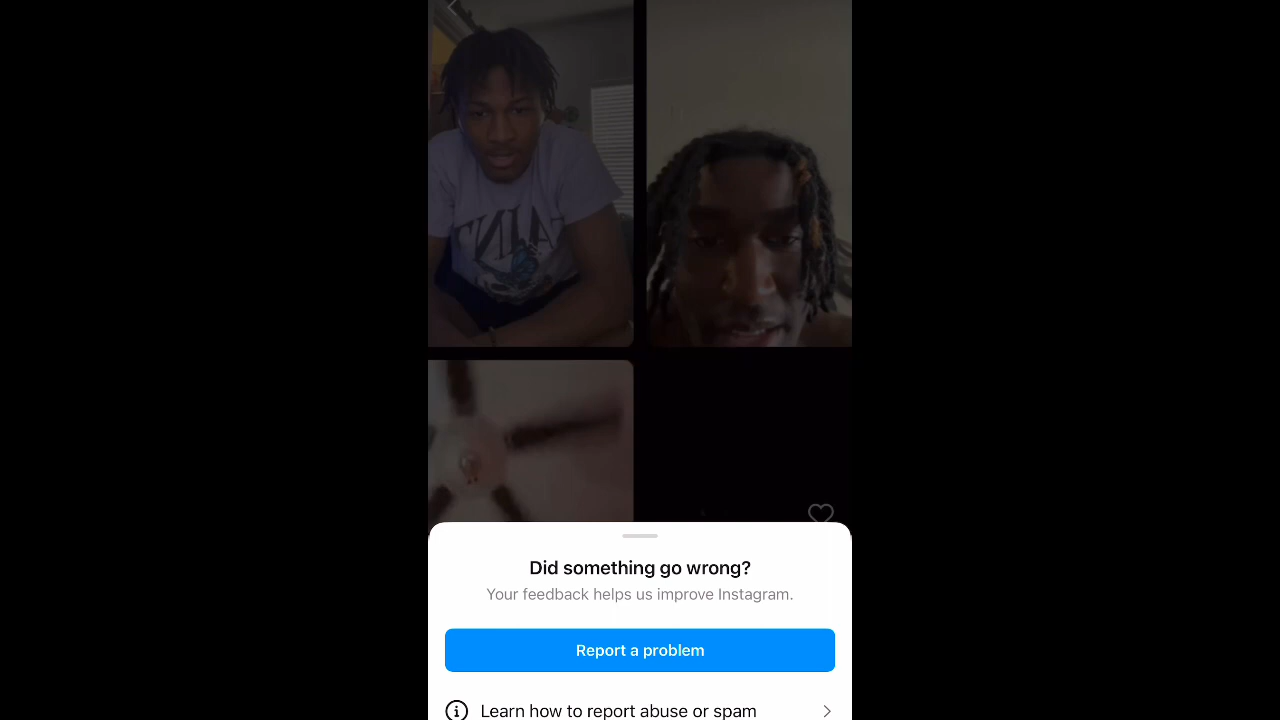 Did something go wrong?
Your feedback helps us improve Instagram.
Report a problem
Learn how to report abuse or spam